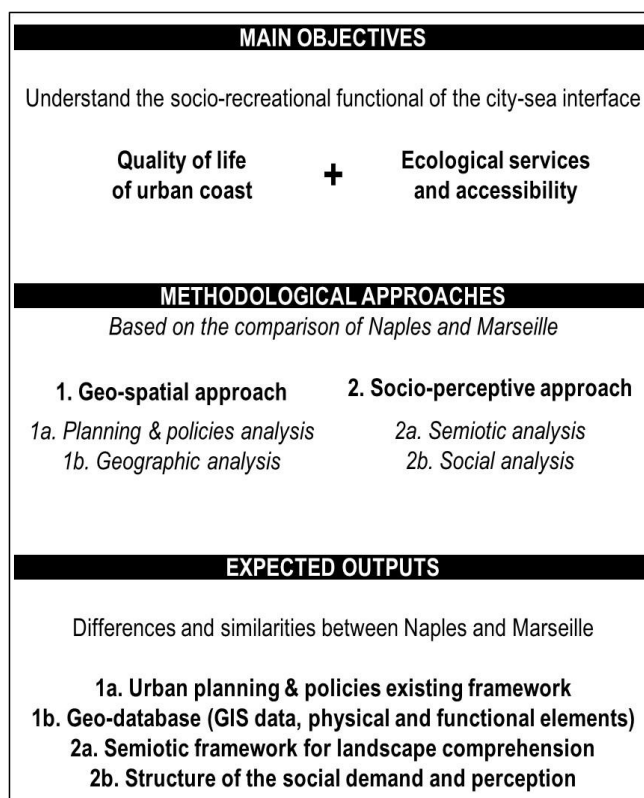 MAIN OBJECTIVES
Understand the socio-recreational functional of the city-sea interface
Quality of life
of urban coast
+
Ecological services
and accessibility
METHODOLOGICAL APPROACHES
Based on the comparison of Naples and Marseille
1. Geo-spatial approach
1a. Planning & policies analysis
1b. Geographic analysis
2. Socio-perceptive approach
2a. Semiotic analysis
2b. Social analysis
EXPECTED OUTPUTS
Differences and similarities between Naples and Marseille
1a. Urban planning & policies existing framework
1b. Geo-database (GIS data, physical and functional elements)
2a. Semiotic framework for landscape comprehension
2b. Structure of the social demand and perception